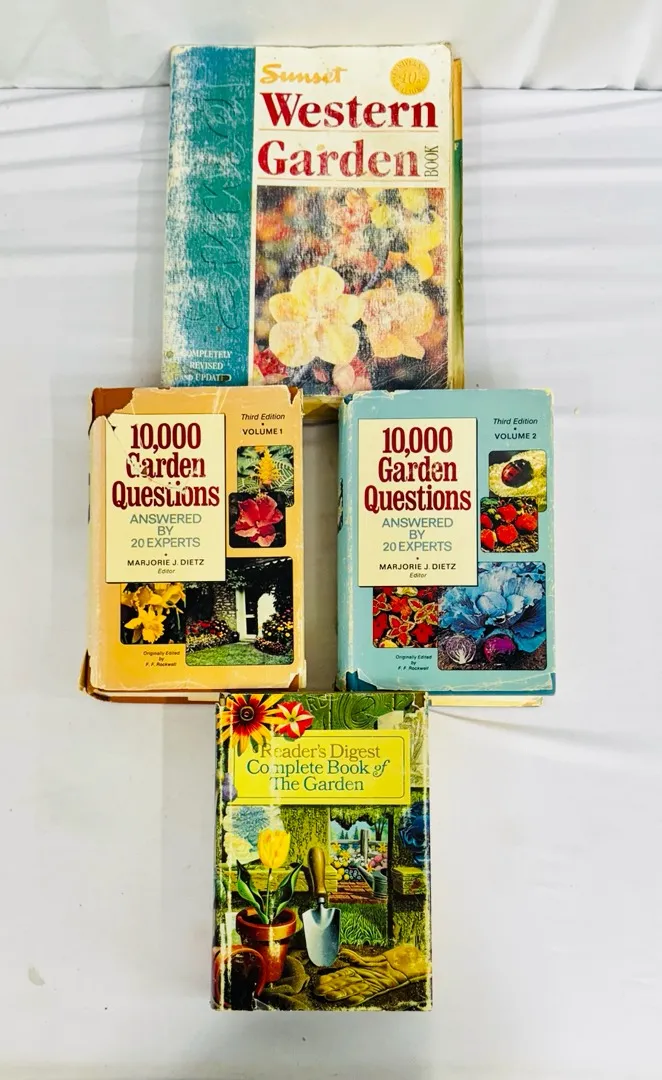 Sunset
Western
Garden
BOOK
40
COMPLETELY
REVISED
AND UPDATED
10,000
Garden
Questions
ANSWERED
BY
20 EXPERTS
MARJORIE J. DIETZ
Editor
Third Edition
VOLUME 1
Originally Edited
by
F. F. Rockwell
10,000
Garden
Questions
ANSWERED
BY
20 EXPERTS
MARJORIE J. DIETZ
Editor
Third Edition
VOLUME 2
Originally Edited
by
F. F. Rockwell
Reader's Digest
Complete Book of
The Garden